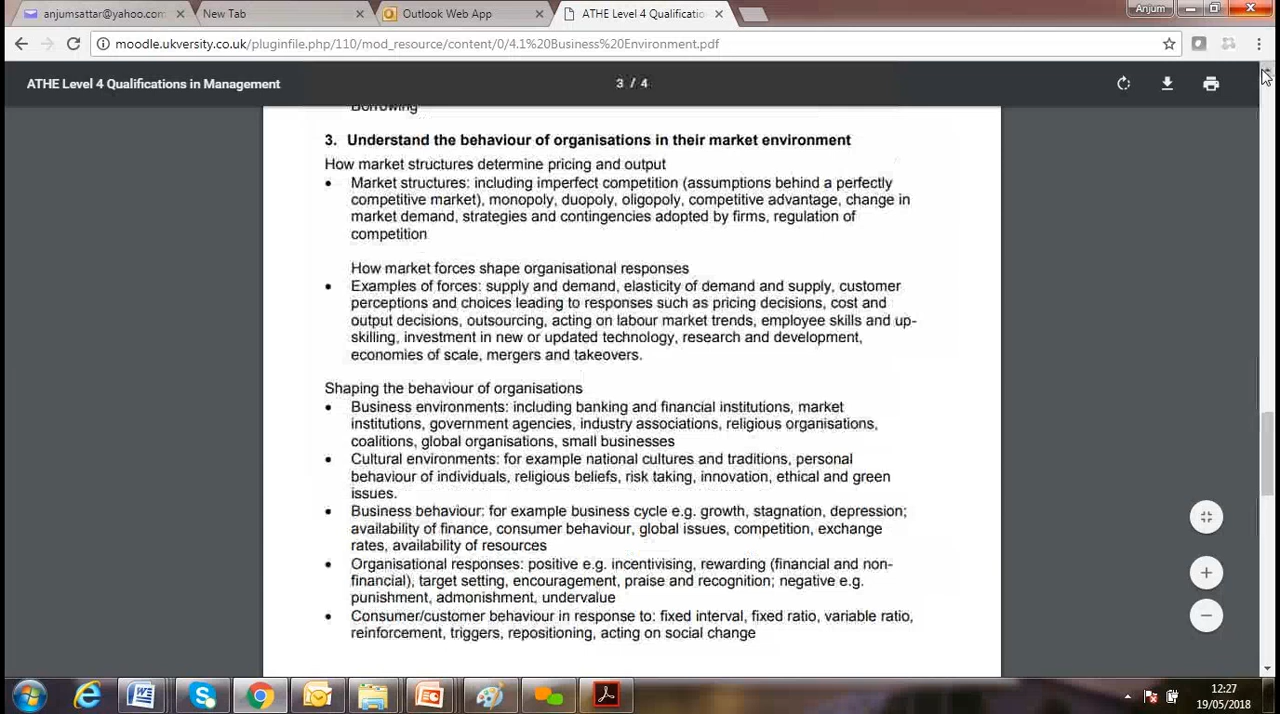 anjumsattar@yahoo.com
New Tab
Outlook Web App
ATHE Level 4 Qualificatio
Anjum
moodle.ukversity.co.uk/pluginfile.php/110/mod_resource/content/0/4.1%20Business%20Environment.pdf
ATHE Level 4 Qualifications in Management
3 / 4
Borrowing
3. Understand the behaviour of organisations in their market environment
How market structures determine pricing and output
• Market structures: including imperfect competition (assumptions behind a perfectly
competitive market), monopoly, duopoly, oligopoly, competitive advantage, change in
market demand, strategies and contingencies adopted by firms, regulation of
competition
How market forces shape organisational responses
• Examples of forces: supply and demand, elasticity of demand and supply, customer
perceptions and choices leading to responses such as pricing decisions, cost and
output decisions, outsourcing, acting on labour market trends, employee skills and up-
skilling, investment in new or updated technology, research and development,
economies of scale, mergers and takeovers.
Shaping the behaviour of organisations
• Business environments: including banking and financial institutions, market
institutions, government agencies, industry associations, religious organisations,
coalitions, global organisations, small businesses
• Cultural environments: for example national cultures and traditions, personal
behaviour of individuals, religious beliefs, risk taking, innovation, ethical and green
issues.
• Business behaviour: for example business cycle e.g. growth, stagnation, depression;
availability of finance, consumer behaviour, global issues, competition, exchange
rates, availability of resources
• Organisational responses: positive e.g. incentivising, rewarding (financial and non-
financial), target setting, encouragement, praise and recognition; negative e.g.
punishment, admonishment, undervalue
• Consumer/customer behaviour in response to: fixed interval, fixed ratio, variable ratio,
reinforcement, triggers, repositioning, acting on social change
12:27
19/05/2018